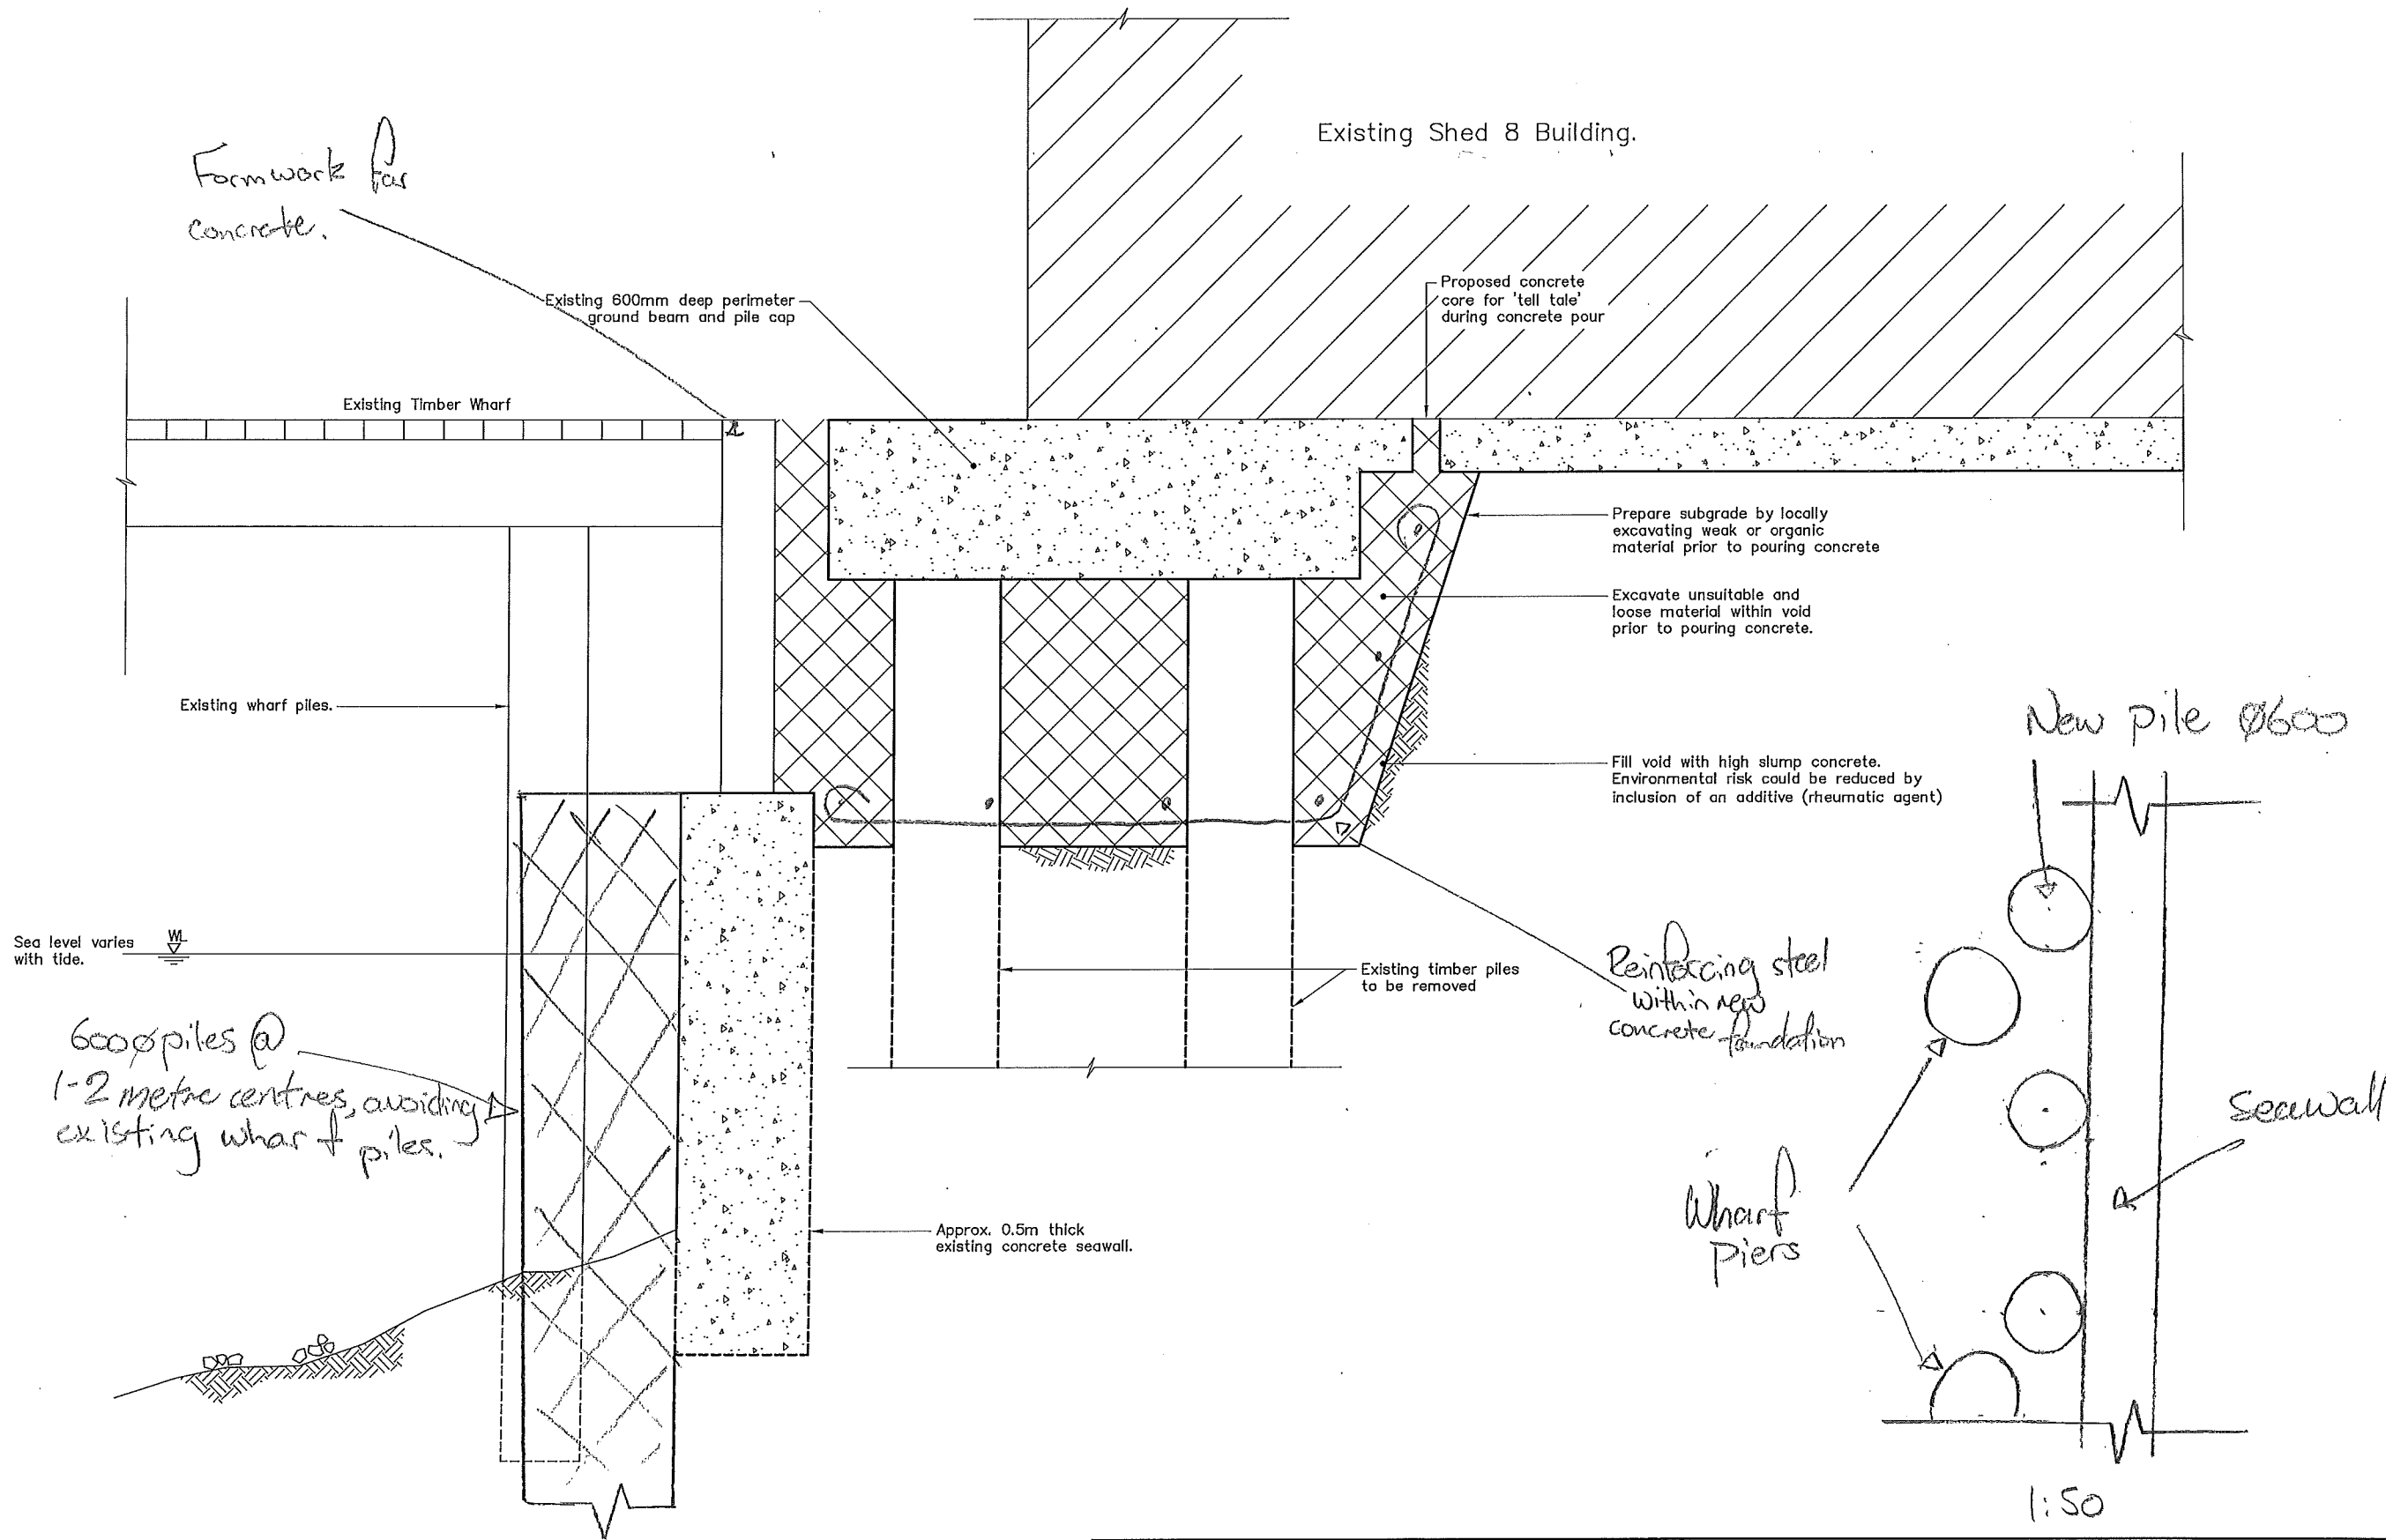 Existing Shed 8 Building.
Formwork for
concrete.
Existing 600mm deep perimeter
ground beam and pile cap
Proposed concrete
core for 'tell tale'
during concrete pour
Existing Timber Wharf
Prepare subgrade by locally
excavating weak or organic
material prior to pouring concrete
Excavate unsuitable and
loose material within void
prior to pouring concrete.
Existing wharf piles.
New pile Ø600
Fill void with high slump concrete.
Environmental risk could be reduced by
inclusion of an additive (rheumatic agent)
WL
Sea level varies
with tide.
Existing timber piles
to be removed
Reinforcing steel
within new
concrete foundation
600ø piles @
1-2 metre centres, avoiding
existing wharf piles.
Seawall
Wharf
Piers
Approx. 0.5m thick
existing concrete seawall.
1:50